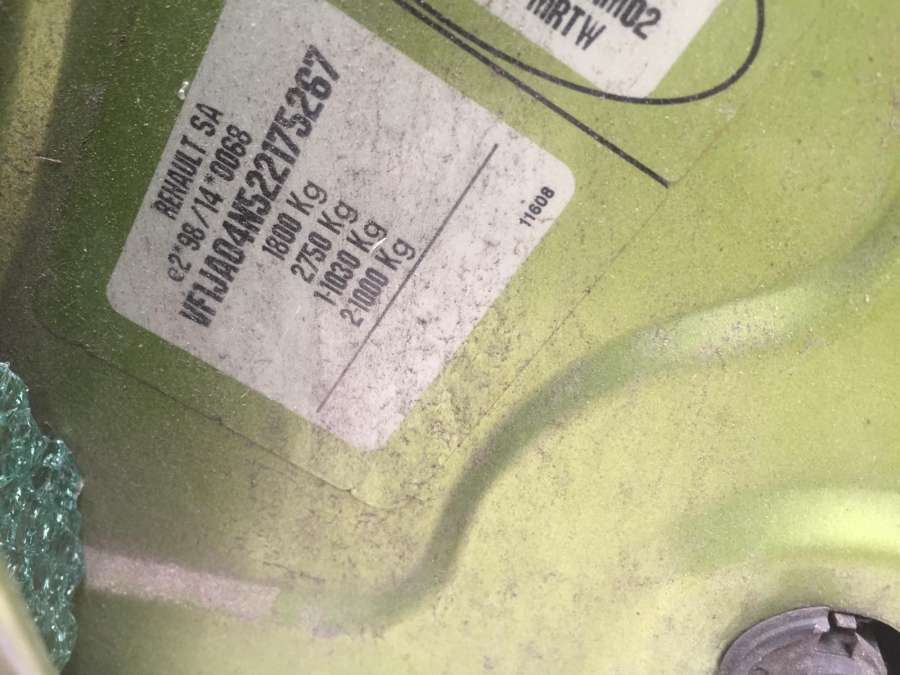 RENAULT SA
e2*98/14*0068
VF1JA04N522175267
1800 Kg
2750 Kg
1-1030 Kg
2-1000 Kg
11608
MRTW